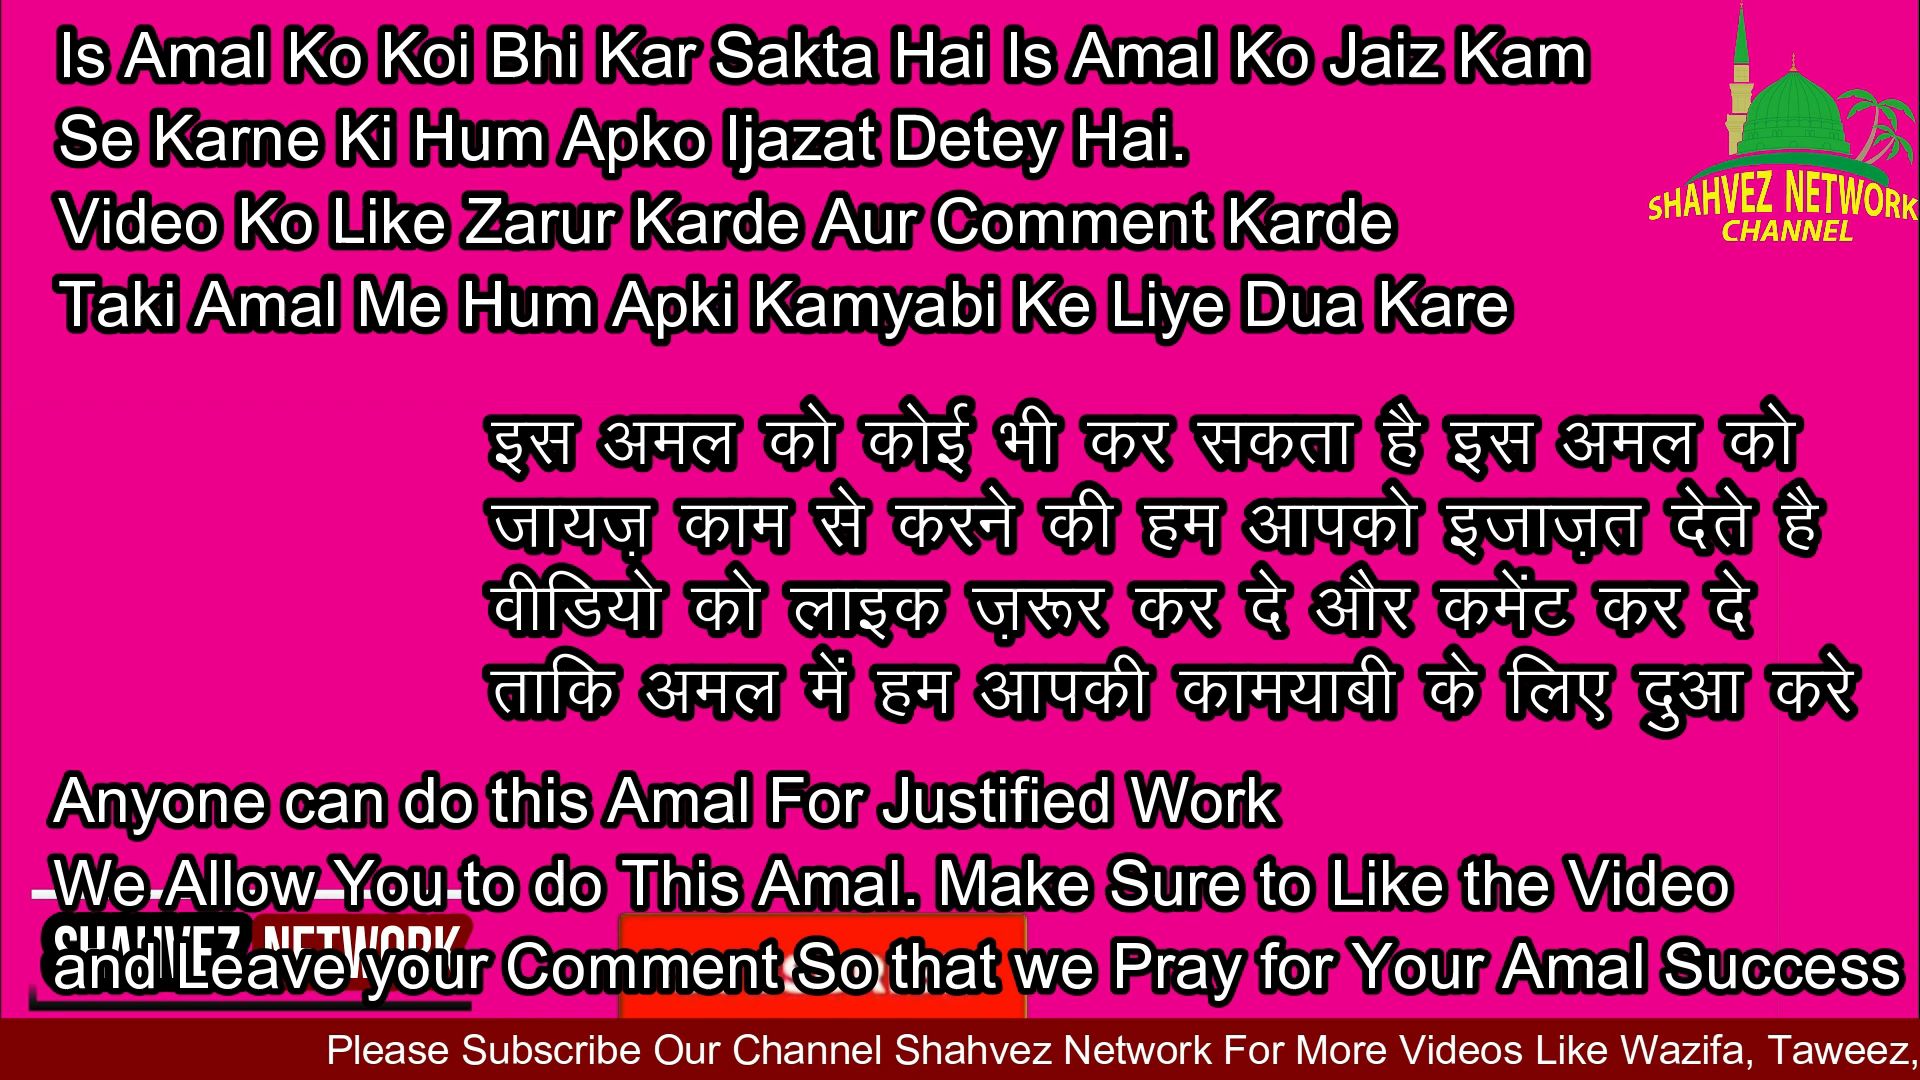 Is Amal Ko Koi Bhi Kar Sakta Hai Is Amal Ko Jaiz Kam
Se Karne Ki Hum Apko Ijazat Detey Hai.
Video Ko Like Zarur Karde Aur Comment Karde
Taki Amal Me Hum Apki Kamyabi Ke Liye Dua Kare
SHAHVEZ NETWORK
CHANNEL
इस अमल को कोई भी कर सकता है इस अमल को
जायज़ काम से करने की हम आपको इजाज़त देते है
वीडियो को लाइक ज़रूर कर दे और कमेंट कर दे
ताकि अमल में हम आपकी कामयाबी के लिए दुआ करे
Anyone can do this Amal For Justified Work
We Allow You to do This Amal. Make Sure to Like the Video
and Leave your Comment So that we Pray for Your Amal Success
SHAHVEZ NETWORK
Please Subscribe Our Channel Shahvez Network For More Videos Like Wazifa, Taweez,